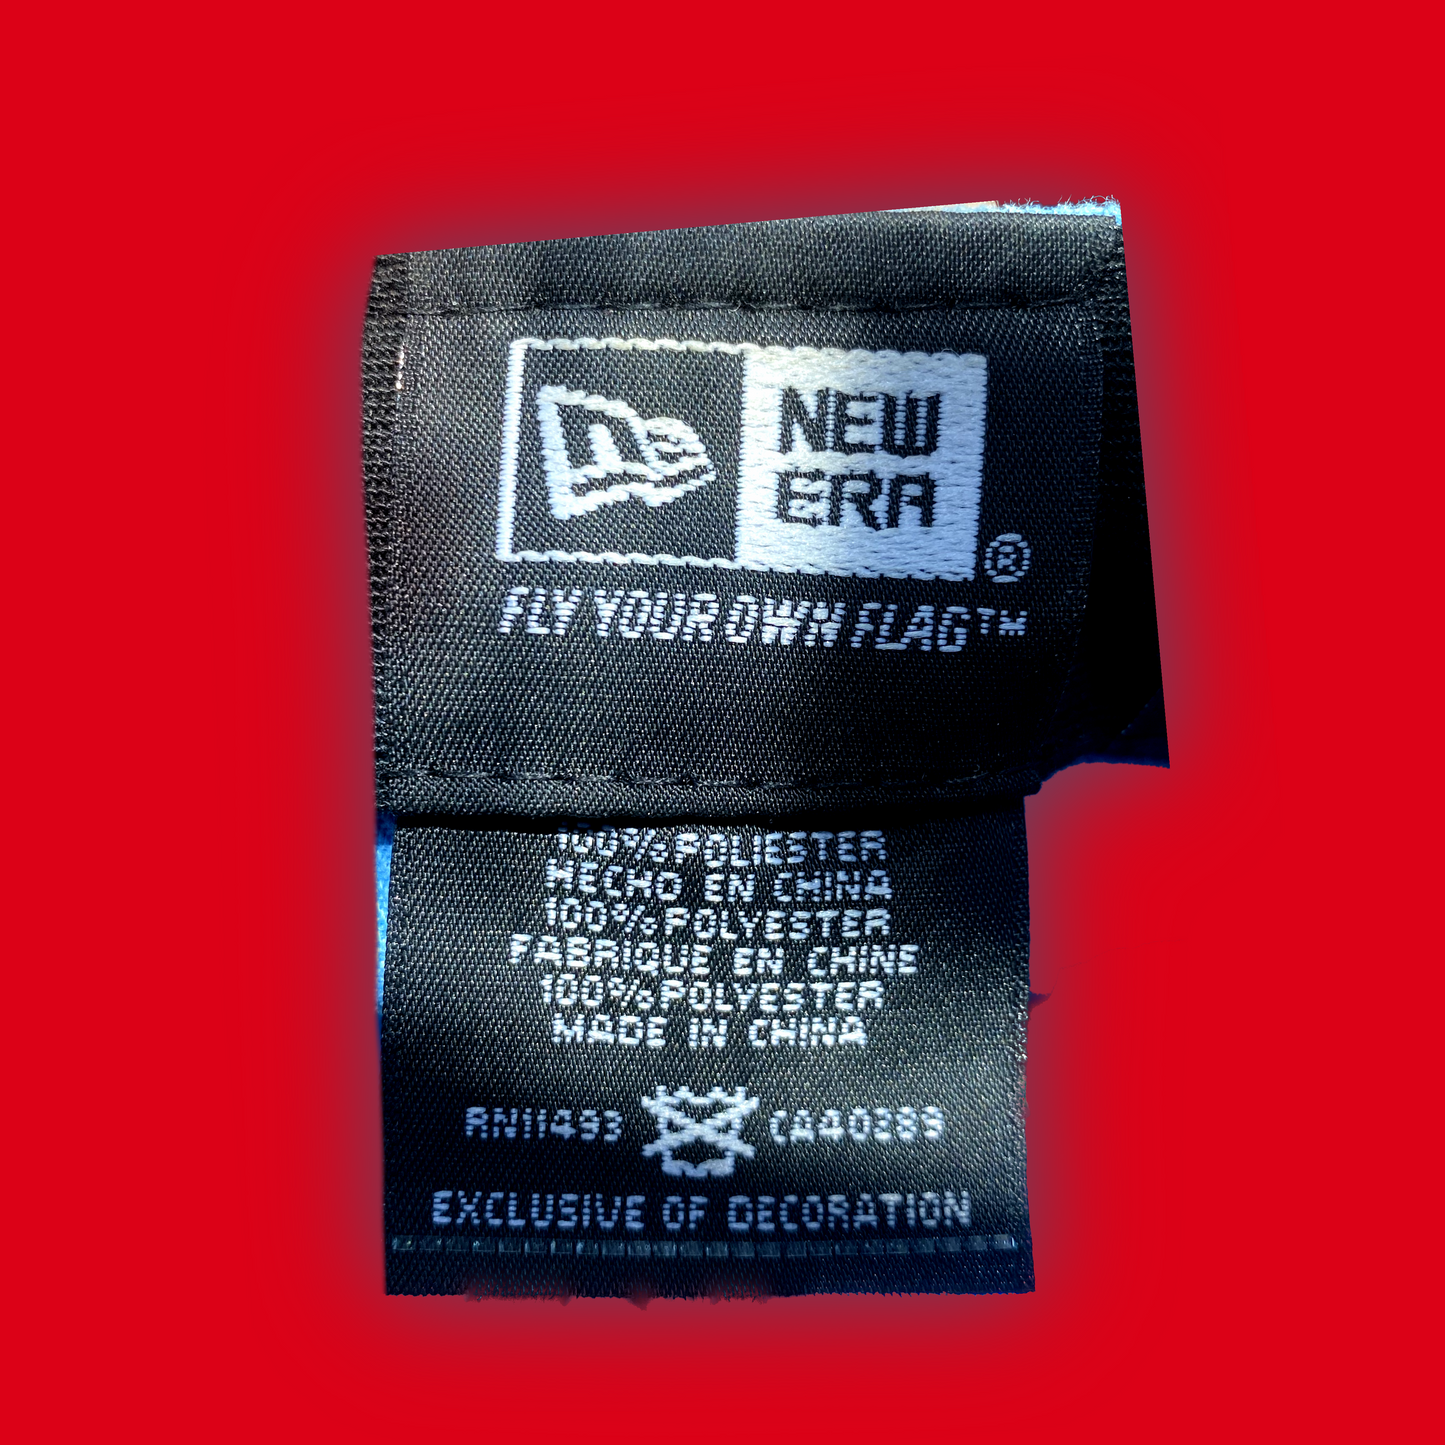 NEW
ERA
®
FLY YOUR OWN FLAG™
100% POLIESTER
HECHO EN CHINA
100% POLYESTER
FABRIQUE EN CHINE
100% POLYESTER
MADE IN CHINA
RN11493 CA40389
EXCLUSIVE OF DECORATION